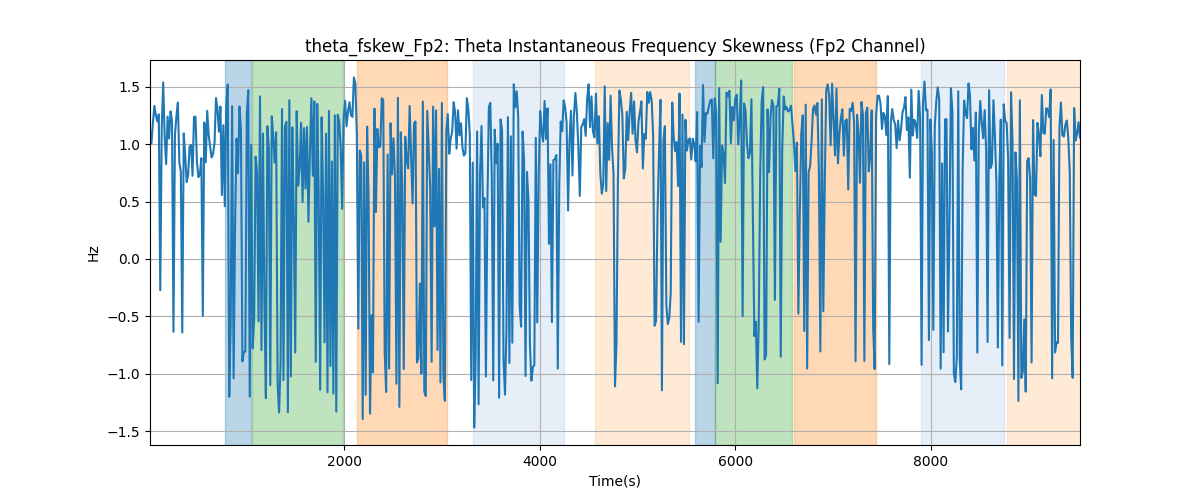 theta_fskew_Fp2: Theta Instantaneous Frequency Skewness (Fp2 Channel)
1.5
1.0
0.5
0.0
−0.5
−1.0
−1.5
Hz
2000 4000 6000 8000
Time(s)